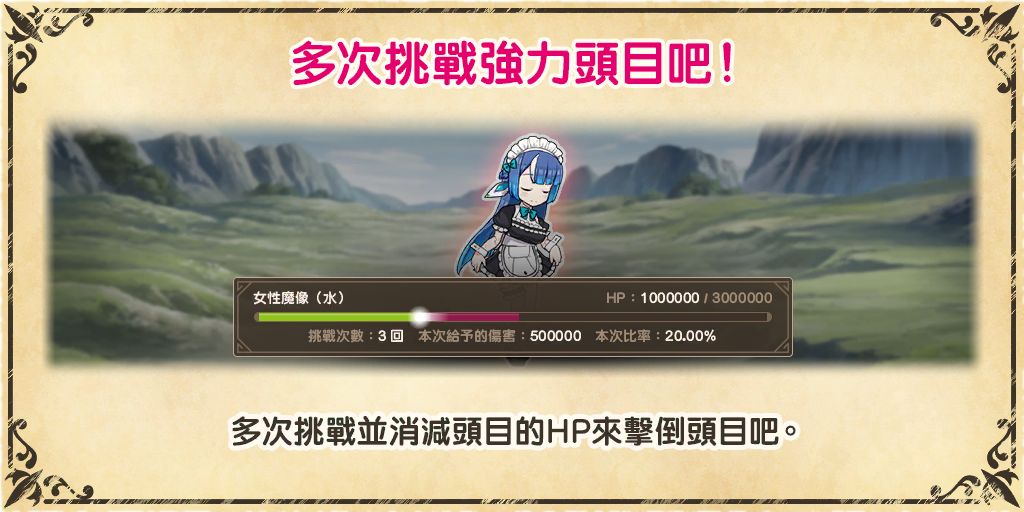 多次挑戰強力頭目吧！
女性魔像（水）
HP：1000000 / 3000000
挑戰次數：3 回 本次給予的傷害：500000 本次比率：20.00%
多次挑戰並消減頭目的HP來擊倒頭目吧。